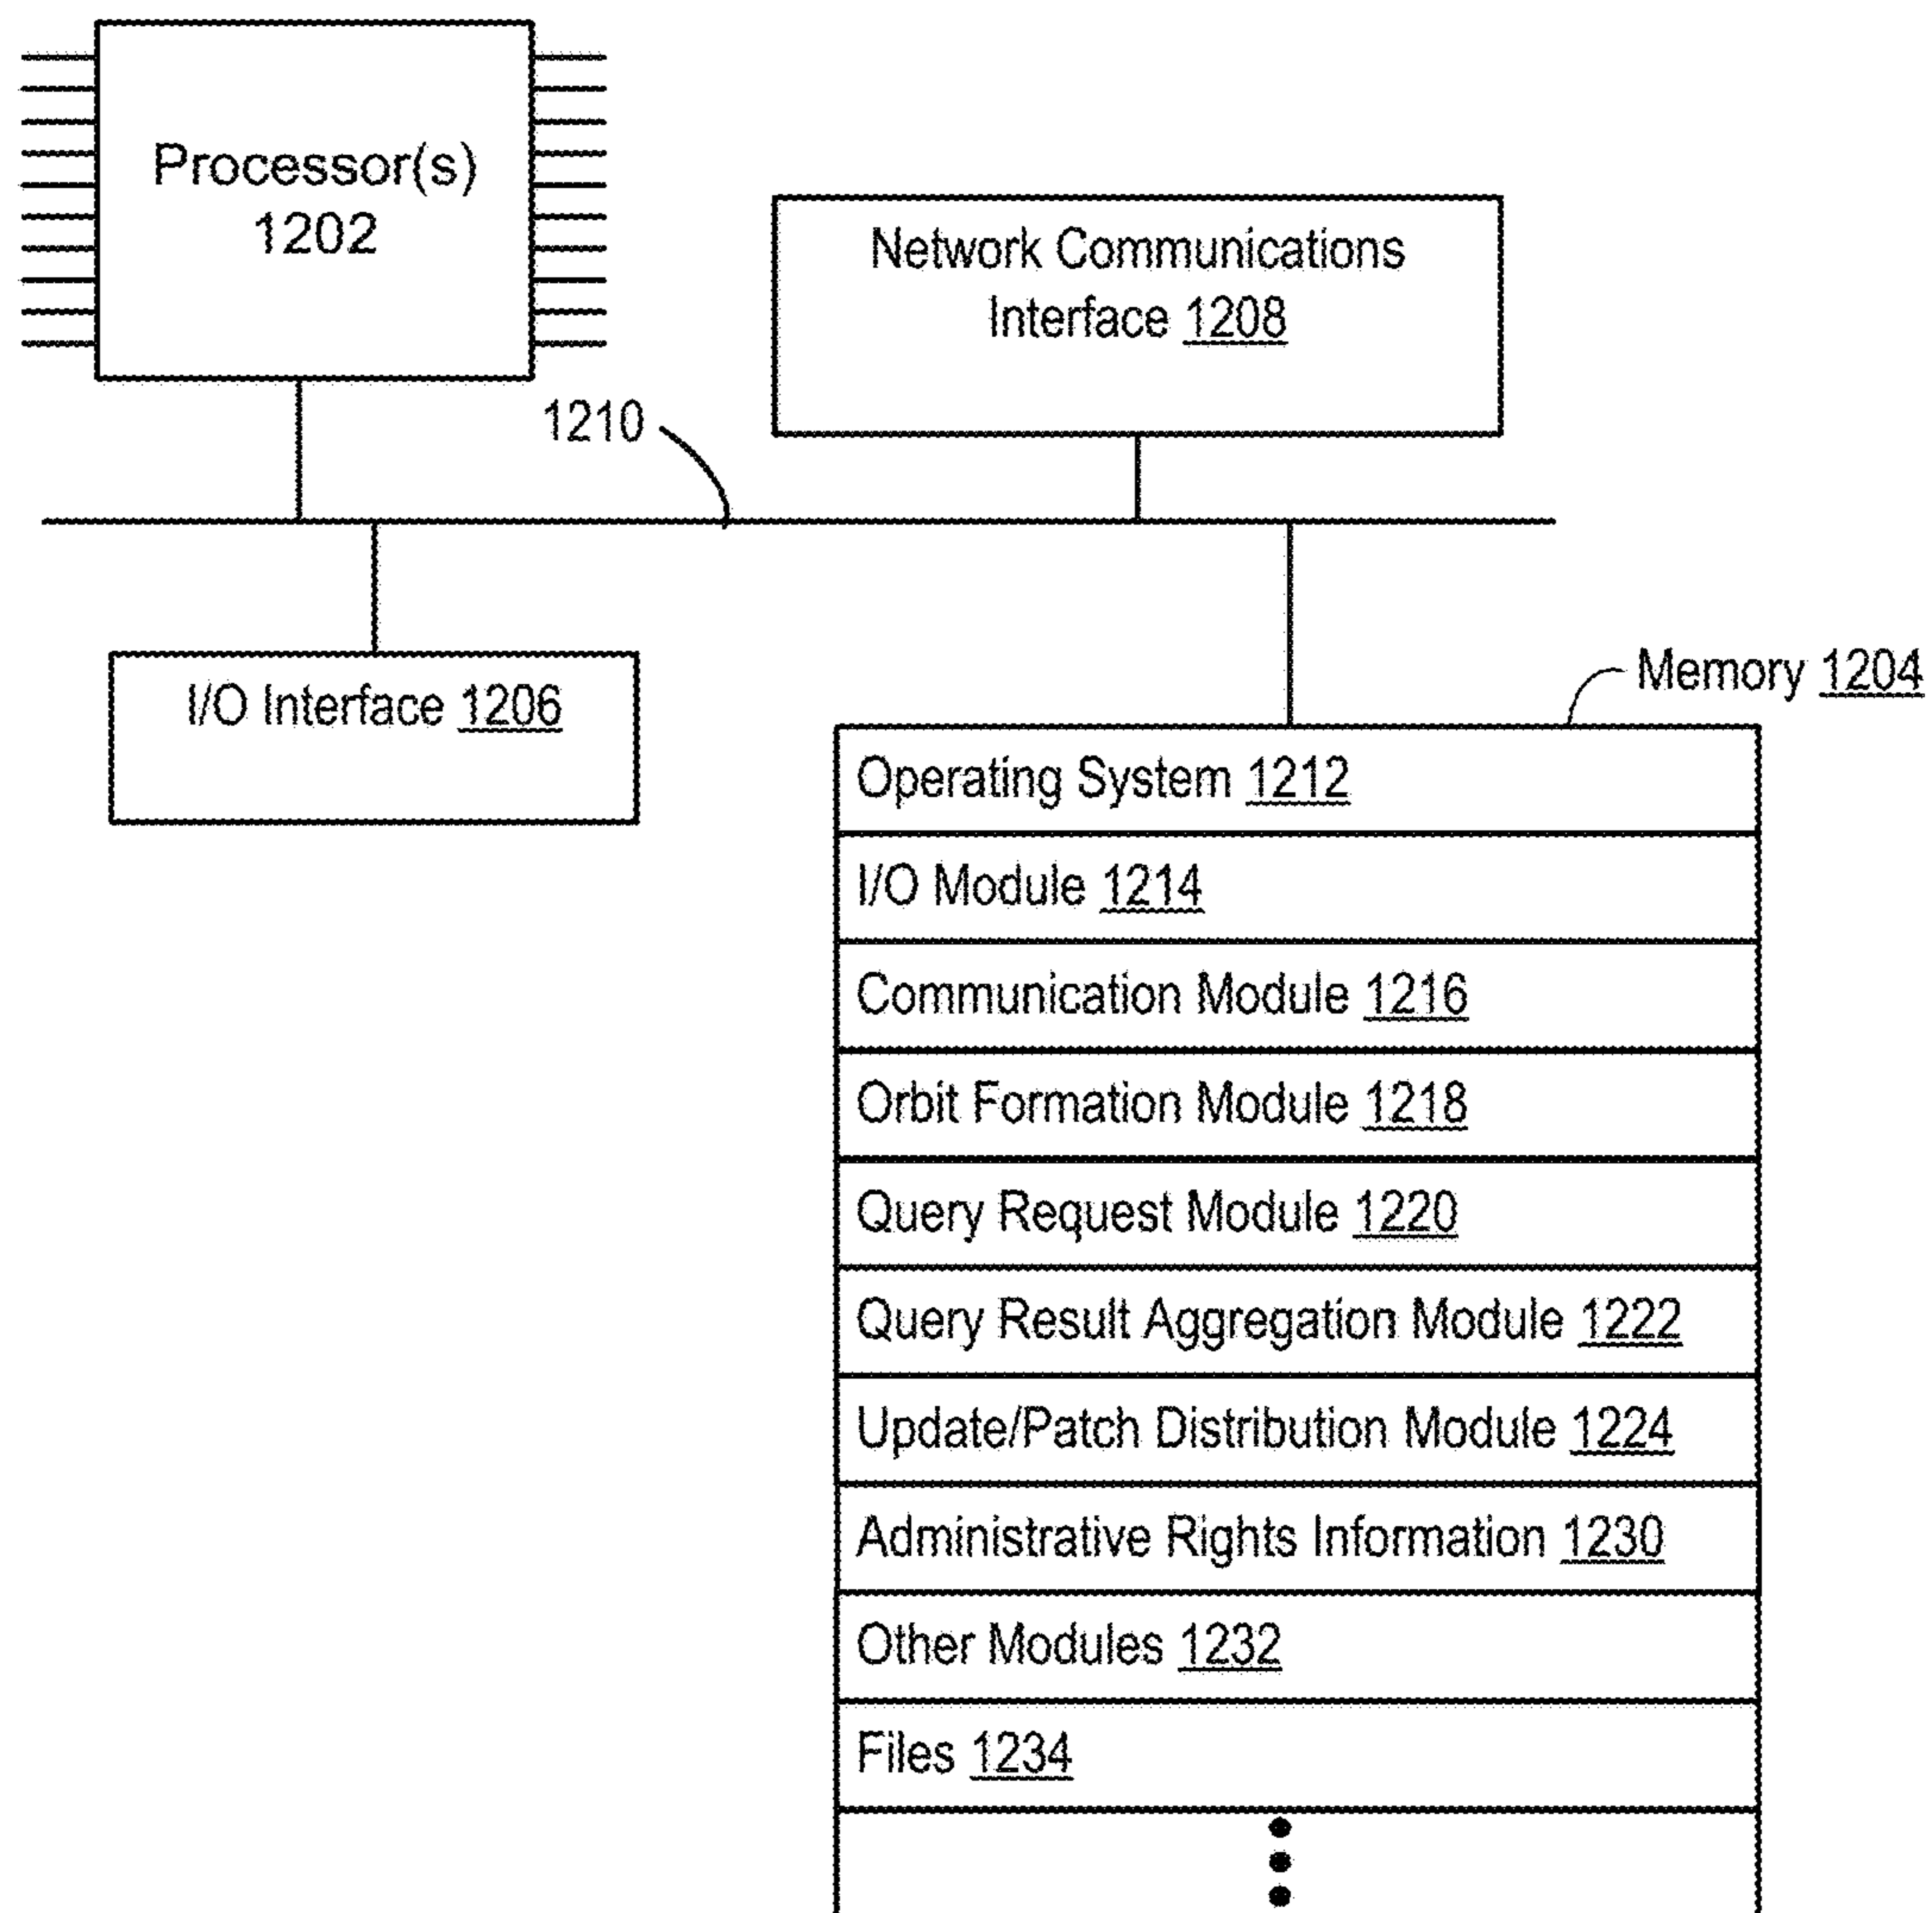 Processor(s)
1202
Network Communications
Interface 1208
1210
I/O Interface 1206
Memory 1204
Operating System 1212
I/O Module 1214
Communication Module 1216
Orbit Formation Module 1218
Query Request Module 1220
Query Result Aggregation Module 1222
Update/Patch Distribution Module 1224
Administrative Rights Information 1230
Other Modules 1232
Files 1234